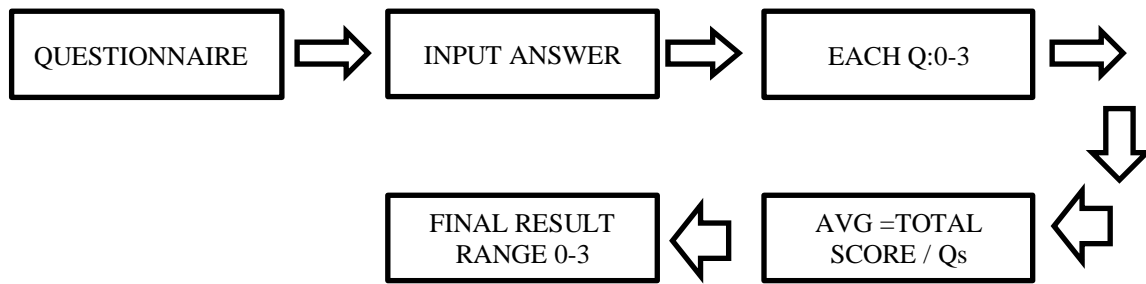 QUESTIONNAIRE
INPUT ANSWER
EACH Q:0-3
AVG =TOTAL
SCORE / Qs
FINAL RESULT
RANGE 0-3